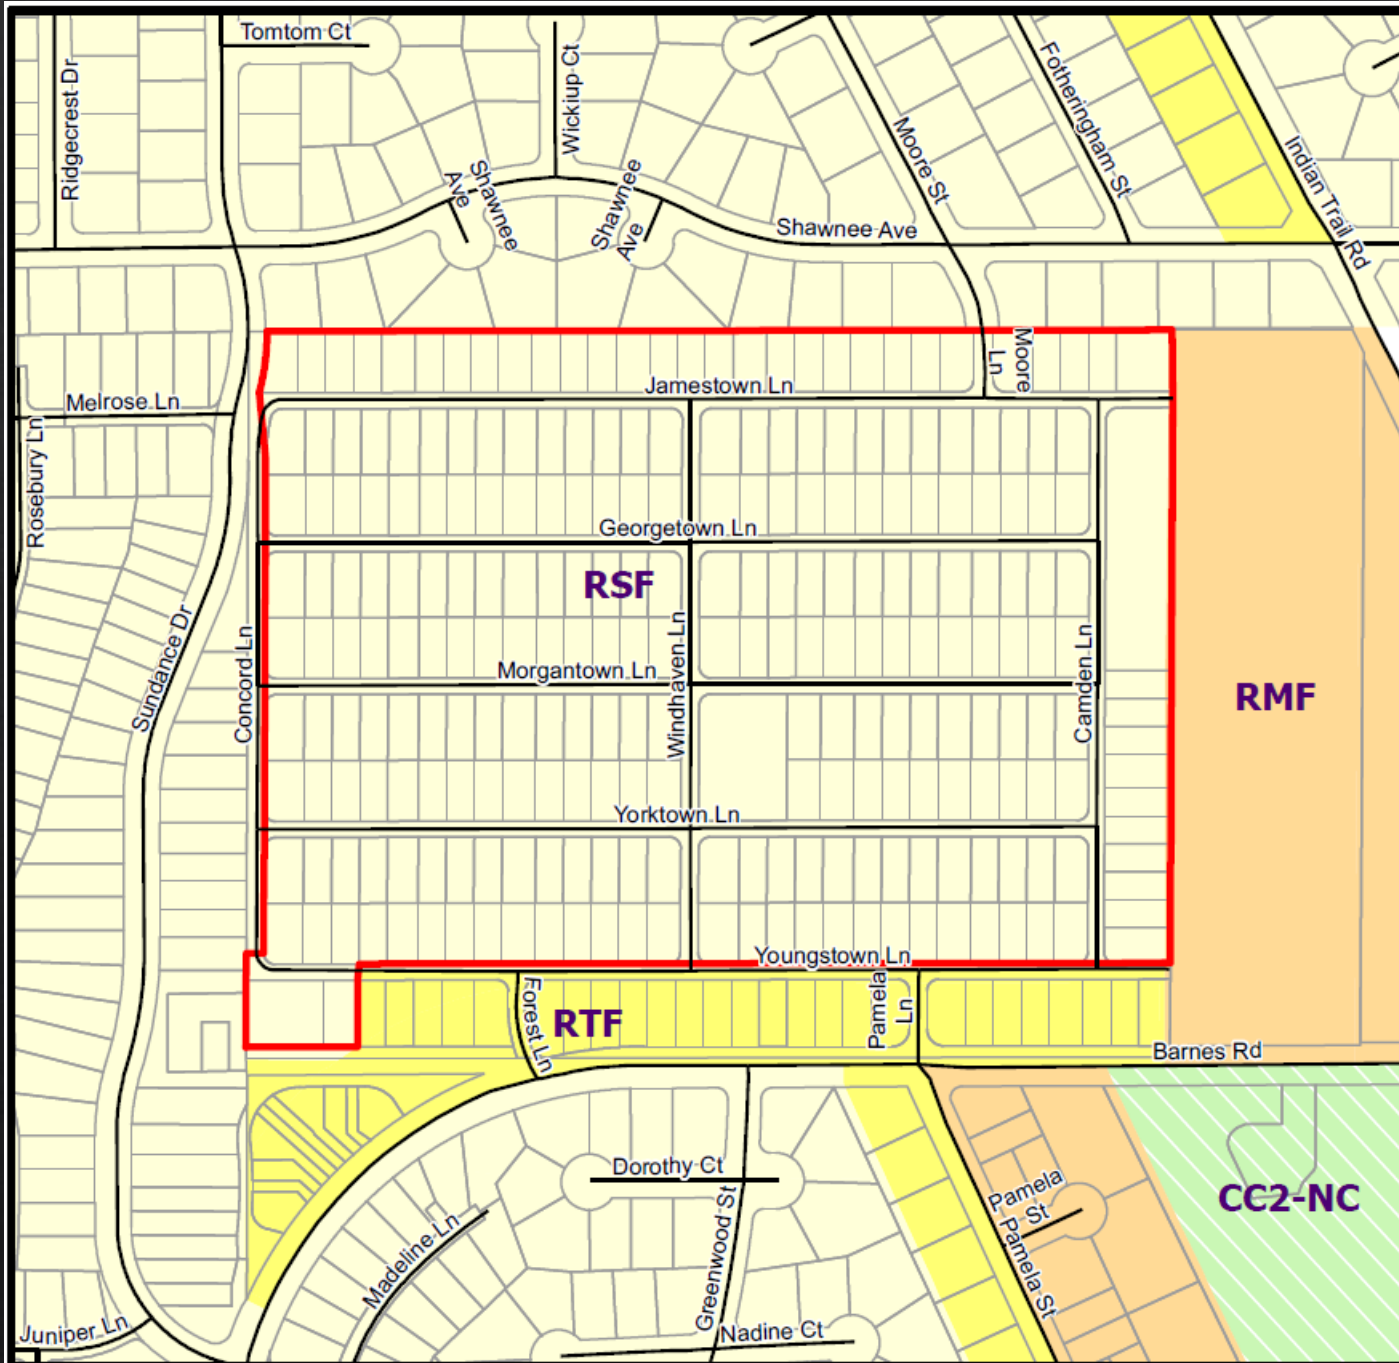 Tomtom Ct
Ridgecrest Dr
Wickiup Ct
Moore St
Fotheringham St
Indian Trail Rd
Shawnee
Ave
Shawnee
Ave
Shawnee Ave
Moore
Ln
Jamestown Ln
Melrose Ln
Rosebury Ln
Georgetown Ln
RSF
Sundance Dr
Concord Ln
Windhaven Ln
Camden Ln
Morgantown Ln
RMF
Yorktown Ln
Youngstown Ln
Forest Ln
RTF
Pamela
Ln
Barnes Rd
Dorothy Ct
Greenwood St
Madeline Ln
Pamela
St
Pamela St
CC2-NC
Juniper Ln
Nadine Ct